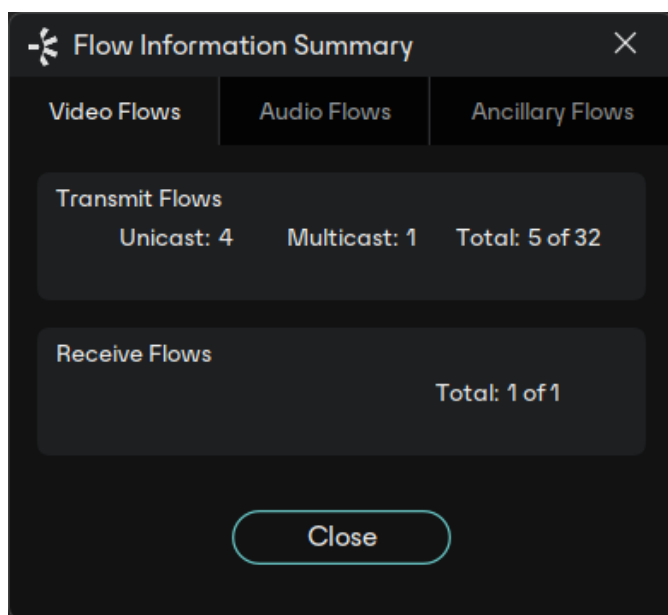 Flow Information Summary
Video Flows Audio Flows Ancillary Flows
Transmit Flows
Unicast: 4 Multicast: 1 Total: 5 of 32
Receive Flows
Total: 1 of 1
Close